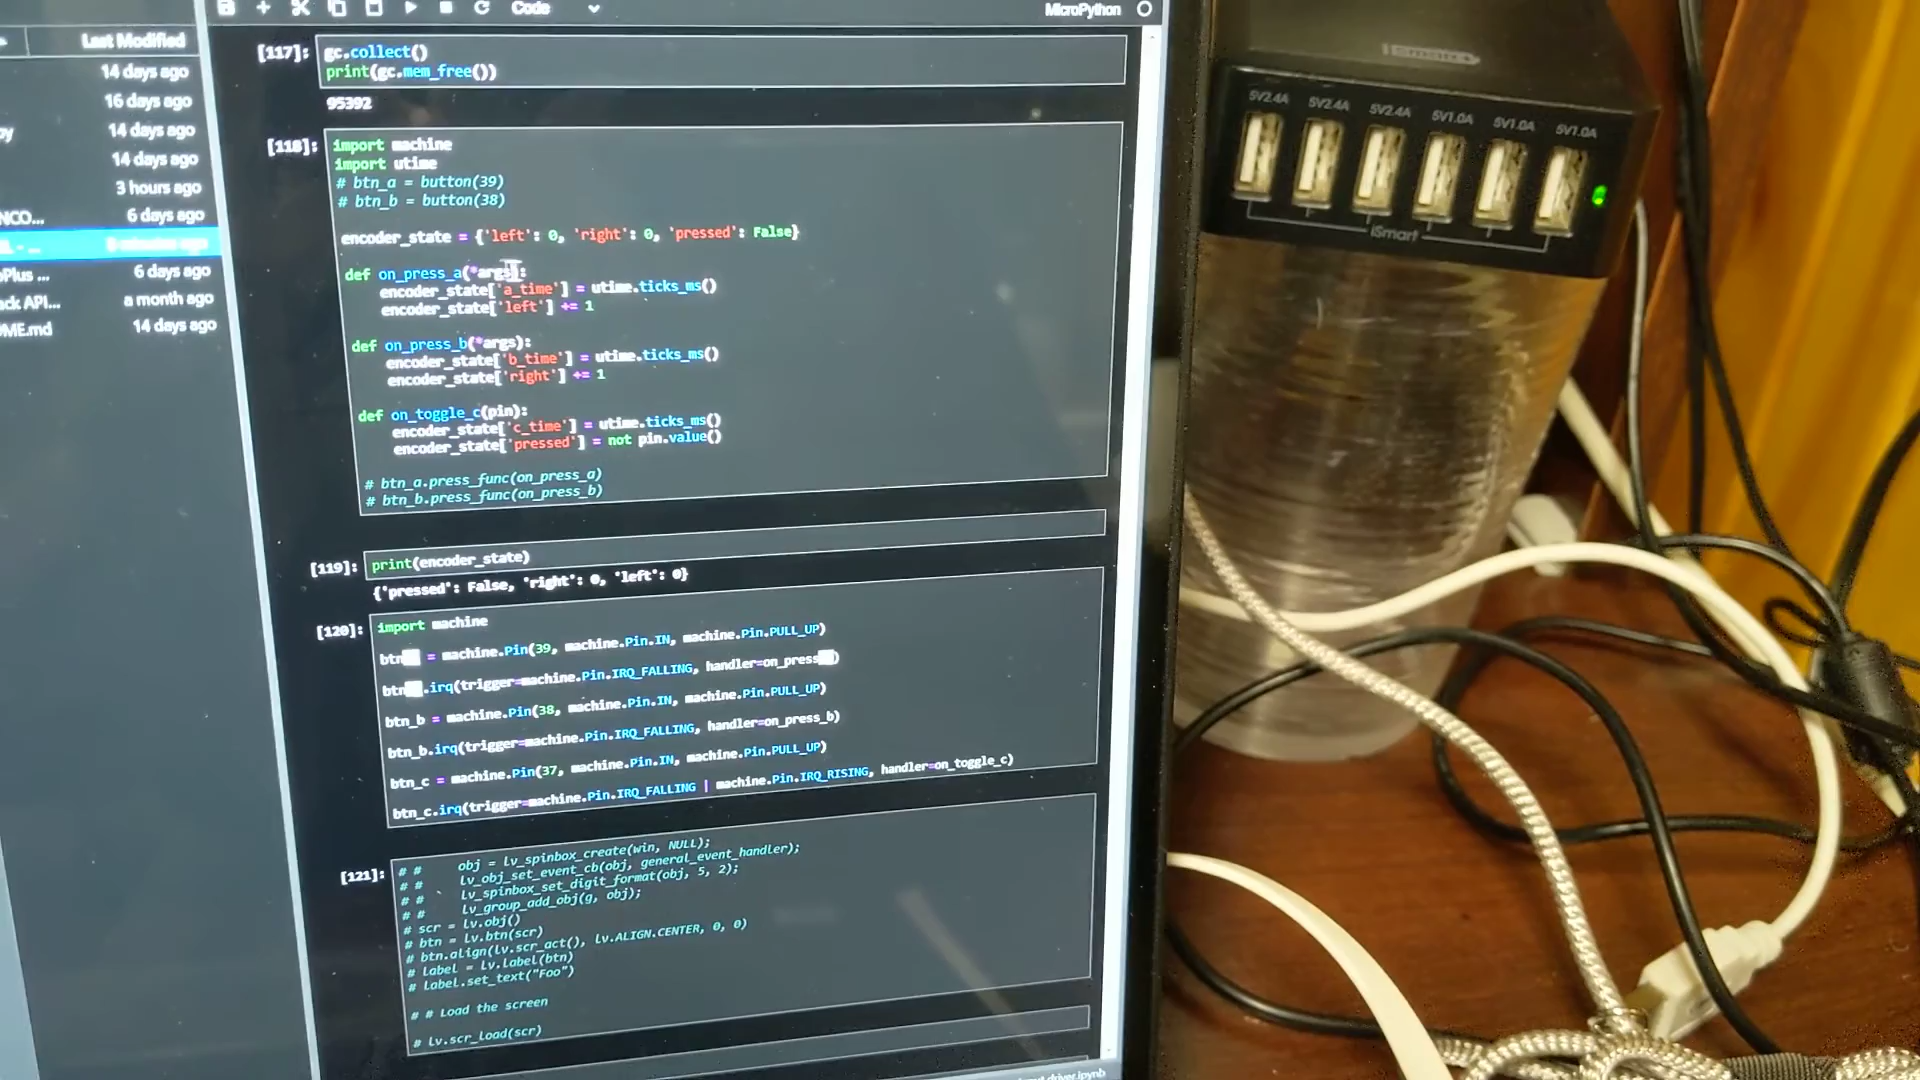 Code
MicroPython
Last Modified
14 days ago
16 days ago
14 days ago
14 days ago
3 hours ago
NCO...
6 days ago
oPlus ...
6 days ago
ack API...
a month ago
OME.md
14 days ago
[117]:
gc.collect()
print(gc.mem_free())
95392
[118]:
import machine
import utime
# btn_a = button(39)
# btn_b = button(38)
encoder_state = {'left': 0, 'right': 0, 'pressed': False}
def on_press_a(*args):
encoder_state['a_time'] = utime.ticks_ms()
encoder_state['left'] += 1
def on_press_b(*args):
encoder_state['b_time'] = utime.ticks_ms()
encoder_state['right'] += 1
def on_toggle_c(pin):
encoder_state['c_time'] = utime.ticks_ms()
encoder_state['pressed'] = not pin.value()
# btn_a.press_func(on_press_a)
# btn_b.press_func(on_press_b)
[119]:
print(encoder_state)
{'pressed': False, 'right': 0, 'left': 0}
[120]:
import machine
btn = machine.Pin(39, machine.Pin.IN, machine.Pin.PULL_UP)
btn .irq(trigger=machine.Pin.IRQ_FALLING, handler=on_press )
btn_b = machine.Pin(38, machine.Pin.IN, machine.Pin.PULL_UP)
btn_b.irq(trigger=machine.Pin.IRQ_FALLING, handler=on_press_b)
btn_c = machine.Pin(37, machine.Pin.IN, machine.Pin.PULL_UP)
btn_c.irq(trigger=machine.Pin.IRQ_FALLING | machine.Pin.IRQ_RISING, handler=on_toggle_c)
[121]:
# # obj = lv_spinbox_create(win, NULL);
# # lv_obj_set_event_cb(obj, general_event_handler);
# # lv_spinbox_set_digit_format(obj, 5, 2);
# # lv_group_add_obj(g, obj);
# scr = lv.obj()
# btn = lv.btn(scr)
# btn.align(lv.scr_act(), lv.ALIGN.CENTER, 0, 0)
# label = lv.label(btn)
# label.set_text("Foo")
# # Load the screen
# lv.scr_load(scr)
driver.ipynb
5V2.4A 5V2.4A 5V2.4A 5V1.0A 5V1.0A 5V1.0A
iSmart